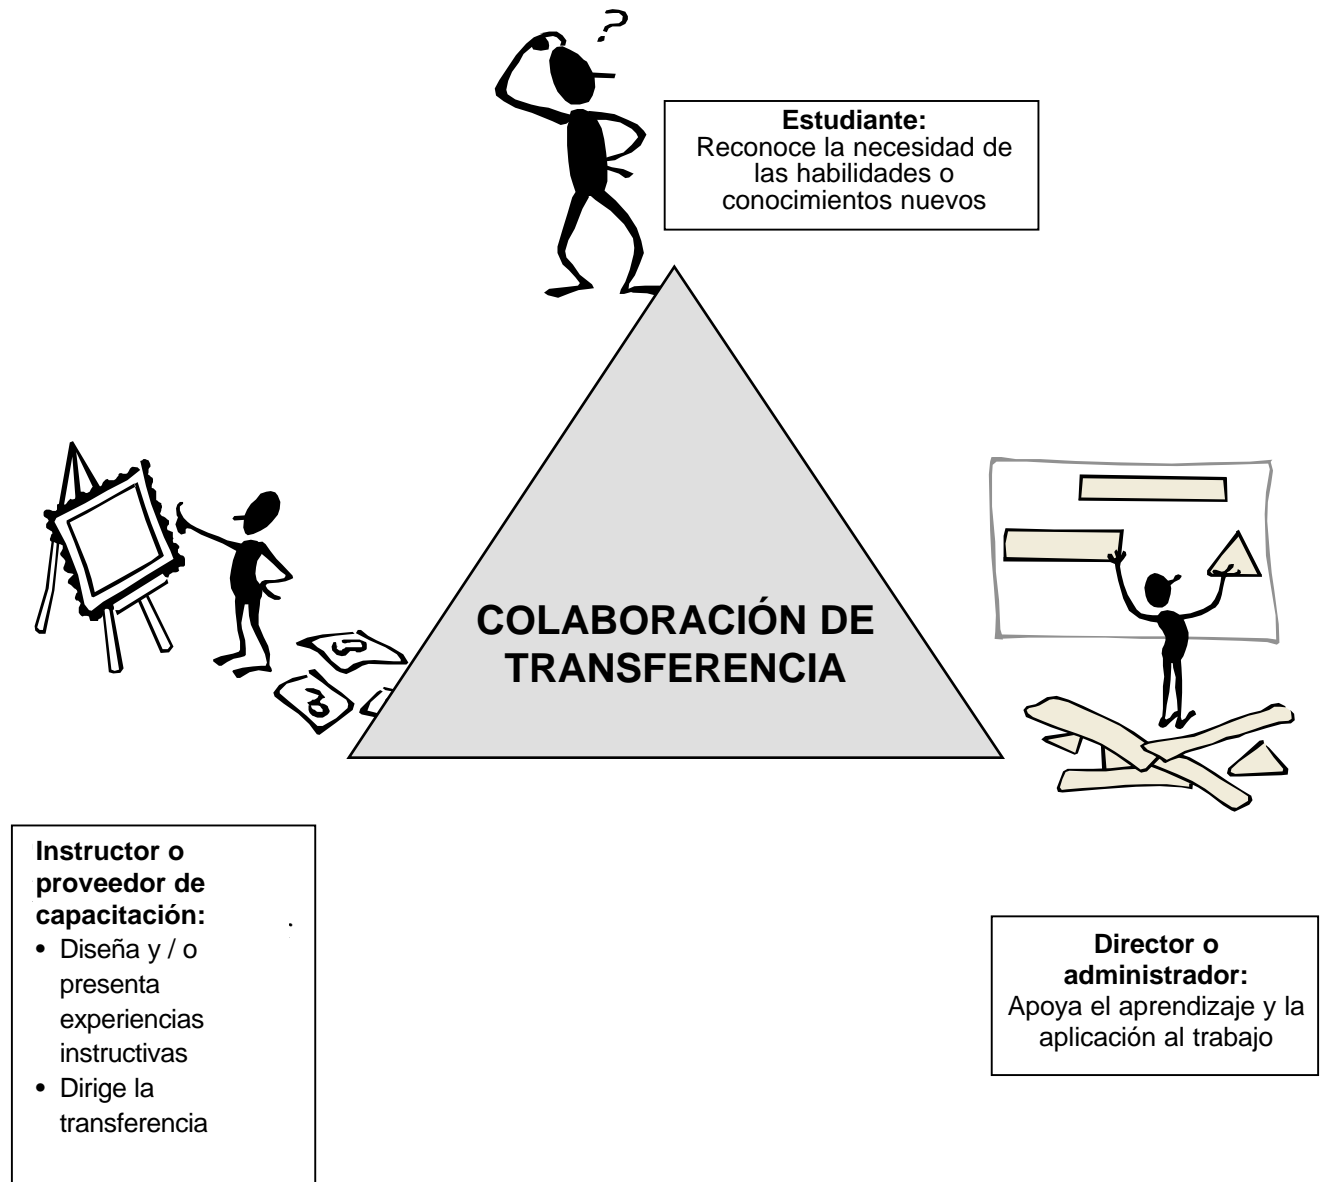 ?
Estudiante:
Reconoce la necesidad de
las habilidades o
conocimientos nuevos
COLABORACIÓN DE
TRANSFERENCIA
Instructor o
proveedor de
capacitación:
• Diseña y / o
presenta
experiencias
instructivas
• Dirige la
transferencia
Director o
administrador:
Apoya el aprendizaje y la
aplicación al trabajo